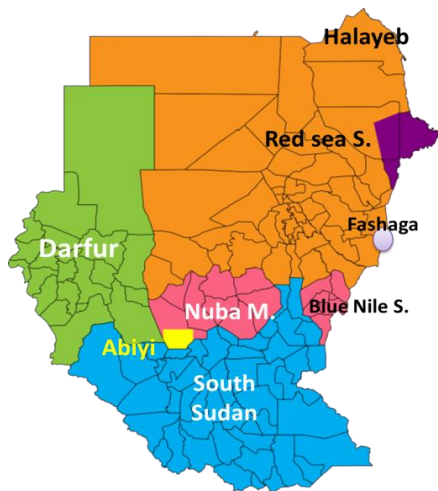 Halayeb
Red sea S.
Fashaga
Darfur
Nuba M.
Blue Nile S.
Abiyi
South
Sudan